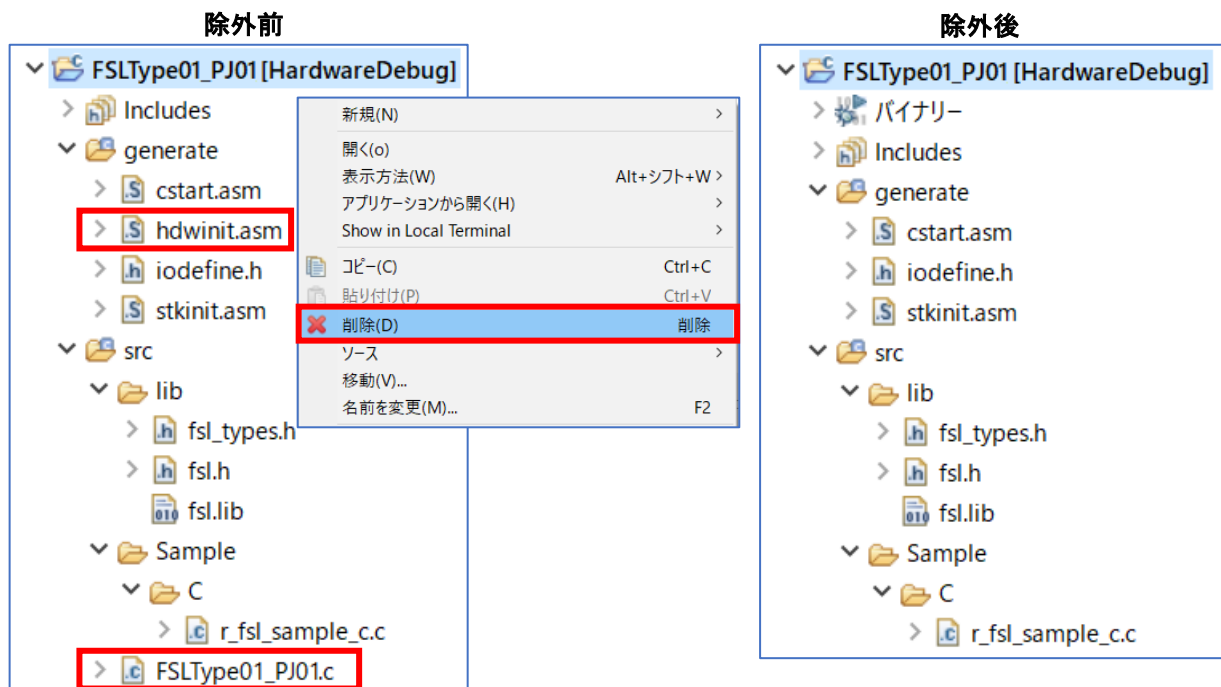 除外前
FSLType01_PJ01 [HardwareDebug]
Includes
generate
cstart.asm
hdwinit.asm
iodefine.h
stkinit.asm
src
lib
fsl_types.h
fsl.h
fsl.lib
Sample
C
r_fsl_sample_c.c
FSLType01_PJ01.c
新規(N)
開く(o)
表示方法(W) Alt+シフト+W
アプリケーションから開く(H)
Show in Local Terminal
コピー(C) Ctrl+C
貼り付け(P) Ctrl+V
削除(D) 削除
ソース
移動(V)...
名前を変更(M)... F2
除外後
FSLType01_PJ01 [HardwareDebug]
バイナリー
Includes
generate
cstart.asm
iodefine.h
stkinit.asm
src
lib
fsl_types.h
fsl.h
fsl.lib
Sample
C
r_fsl_sample_c.c